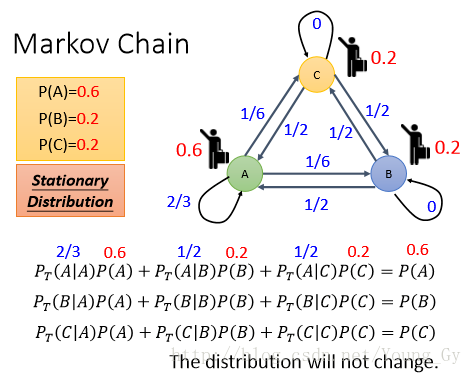 Markov Chain
P(A)=0.6
P(B)=0.2
P(C)=0.2
Stationary
Distribution
0
C
0.2
1/6
1/2
1/2
1/2
0.6
0.2
A
1/6
B
2/3
1/2
0
2/3 0.6 1/2 0.2 1/2 0.2 0.6
P_T(A|A)P(A) + P_T(A|B)P(B) + P_T(A|C)P(C) = P(A)
P_T(B|A)P(A) + P_T(B|B)P(B) + P_T(B|C)P(C) = P(B)
P_T(C|A)P(A) + P_T(C|B)P(B) + P_T(C|C)P(C) = P(C)
http://blog.csdn.net/Young_Gy
The distribution will not change.